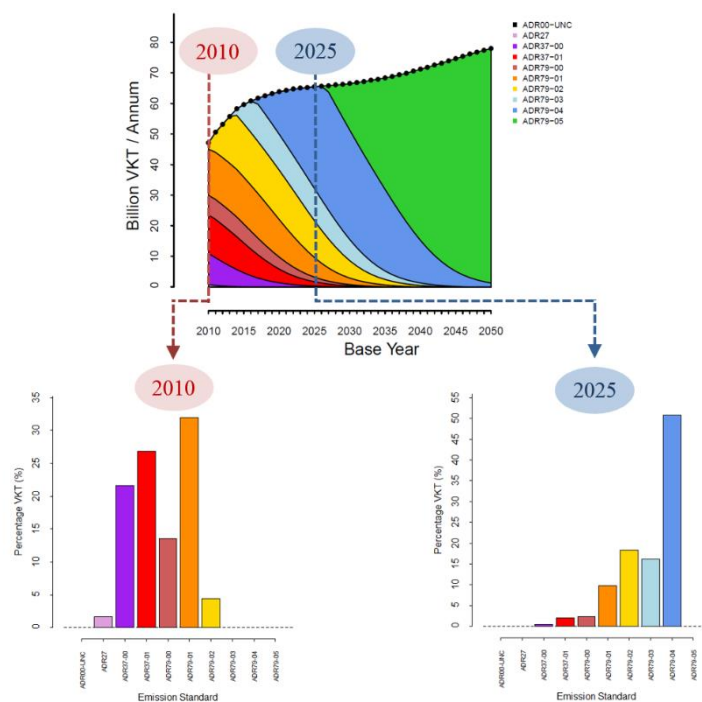 2010
2025
ADR00-UNC
ADR27
ADR37-00
ADR37-01
ADR79-00
ADR79-01
ADR79-02
ADR79-03
ADR79-04
ADR79-05
Billion VKT / Annum
80
70
60
50
40
30
20
10
0
2010 2015 2020 2025 2030 2035 2040 2045 2050
Base Year
2010
Percentage VKT (%)
35
30
25
20
15
10
5
0
ADR00-UNC
ADR27
ADR37-00
ADR37-01
ADR79-00
ADR79-01
ADR79-02
ADR79-03
ADR79-04
ADR79-05
Emission Standard
2025
Percentage VKT (%)
55
50
45
40
35
30
25
20
15
10
5
0
ADR00-UNC
ADR27
ADR37-00
ADR37-01
ADR79-00
ADR79-01
ADR79-02
ADR79-03
ADR79-04
ADR79-05
Emission Standard